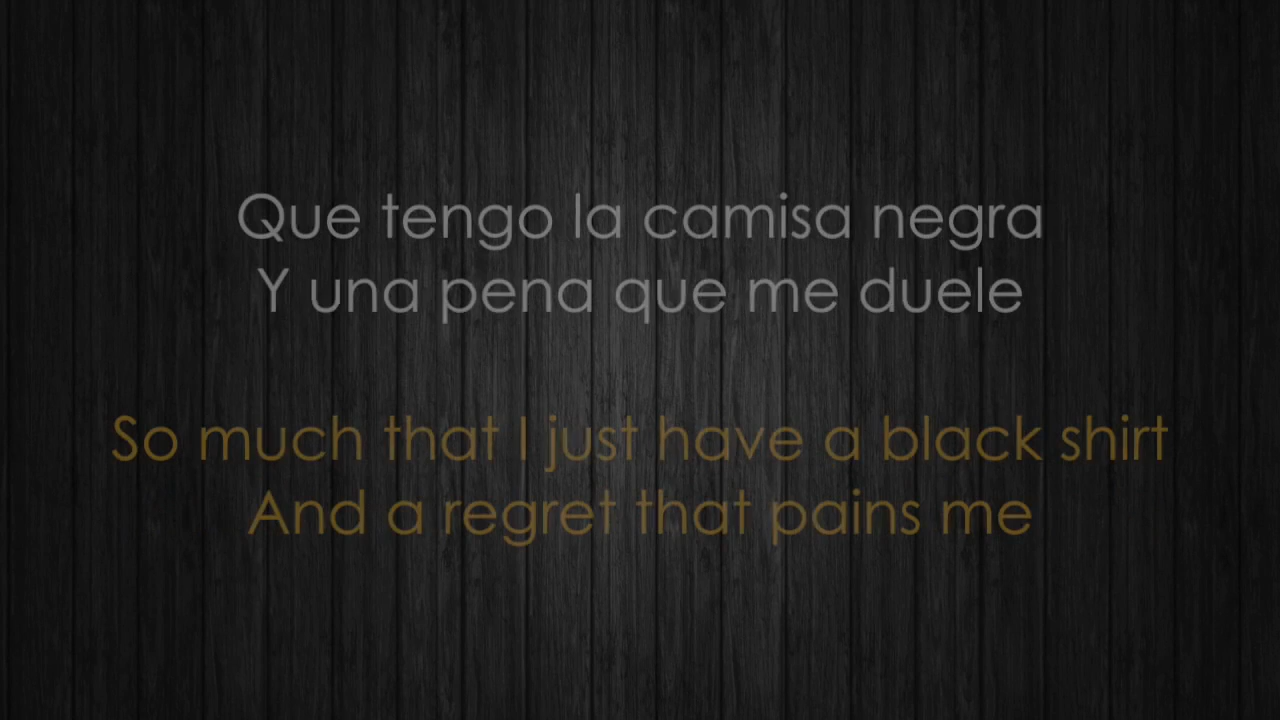 Que tengo la camisa negra
Y una pena que me duele
So much that I just have a black shirt
And a regret that pains me